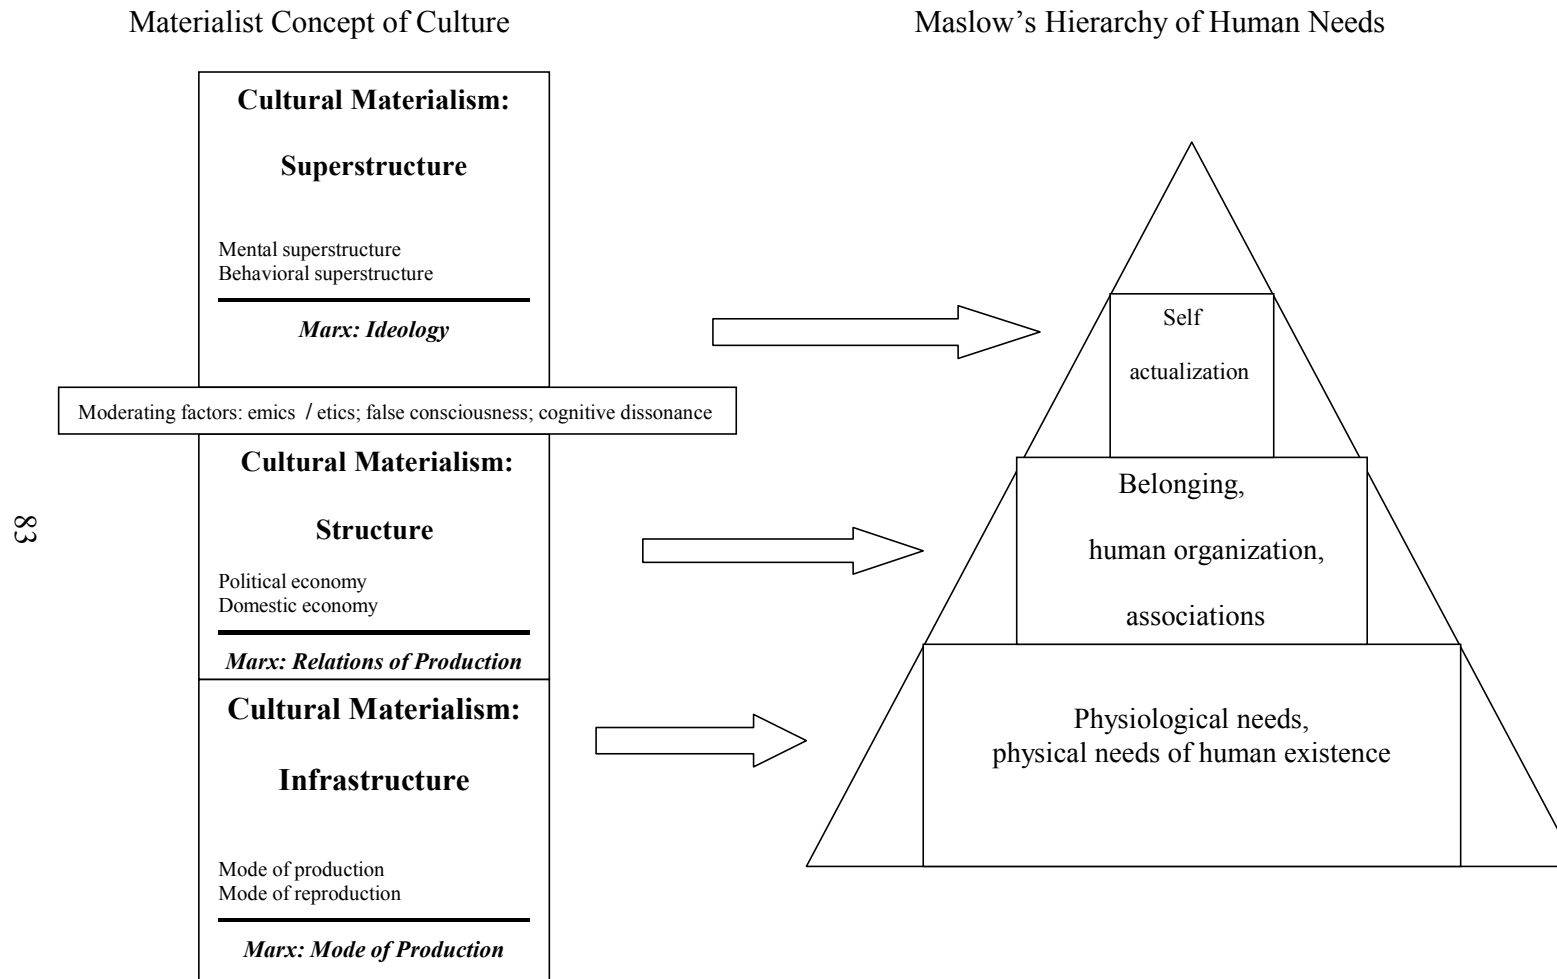 Materialist Concept of Culture
Maslow’s Hierarchy of Human Needs
Cultural Materialism:
Superstructure
Mental superstructure
Behavioral superstructure
Marx: Ideology
Moderating factors: emics / etics; false consciousness; cognitive dissonance
Cultural Materialism:
Structure
Political economy
Domestic economy
Marx: Relations of Production
Cultural Materialism:
Infrastructure
Mode of production
Mode of reproduction
Marx: Mode of Production
Self
actualization
Belonging,
human organization,
associations
Physiological needs,
physical needs of human existence
83